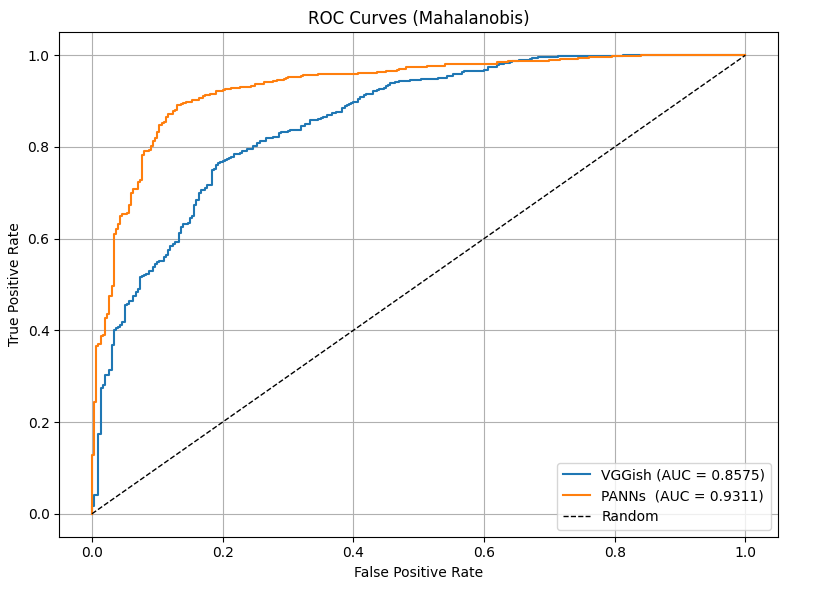 ROC Curves (Mahalanobis)
True Positive Rate
1.0
0.8
0.6
0.4
0.2
0.0
0.0 0.2 0.4 0.6 0.8 1.0
False Positive Rate
VGGish (AUC = 0.8575)
PANNs  (AUC = 0.9311)
Random